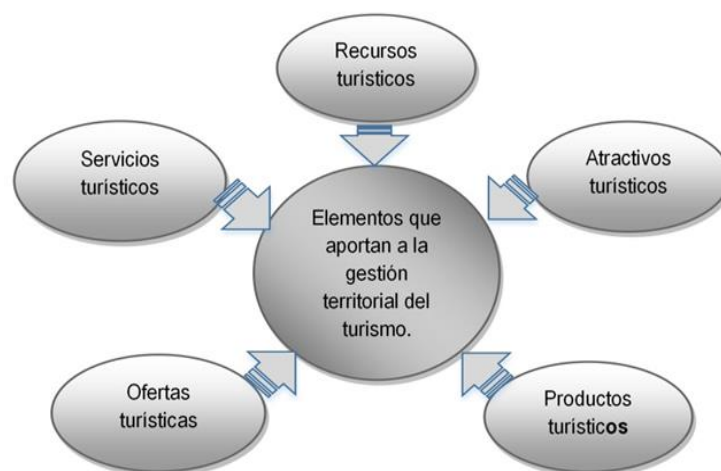 Recursos
turísticos
Servicios
turísticos
Atractivos
turísticos
Elementos que
aportan a la
gestión
territorial del
turismo.
Ofertas
turísticas
Productos
turísticos